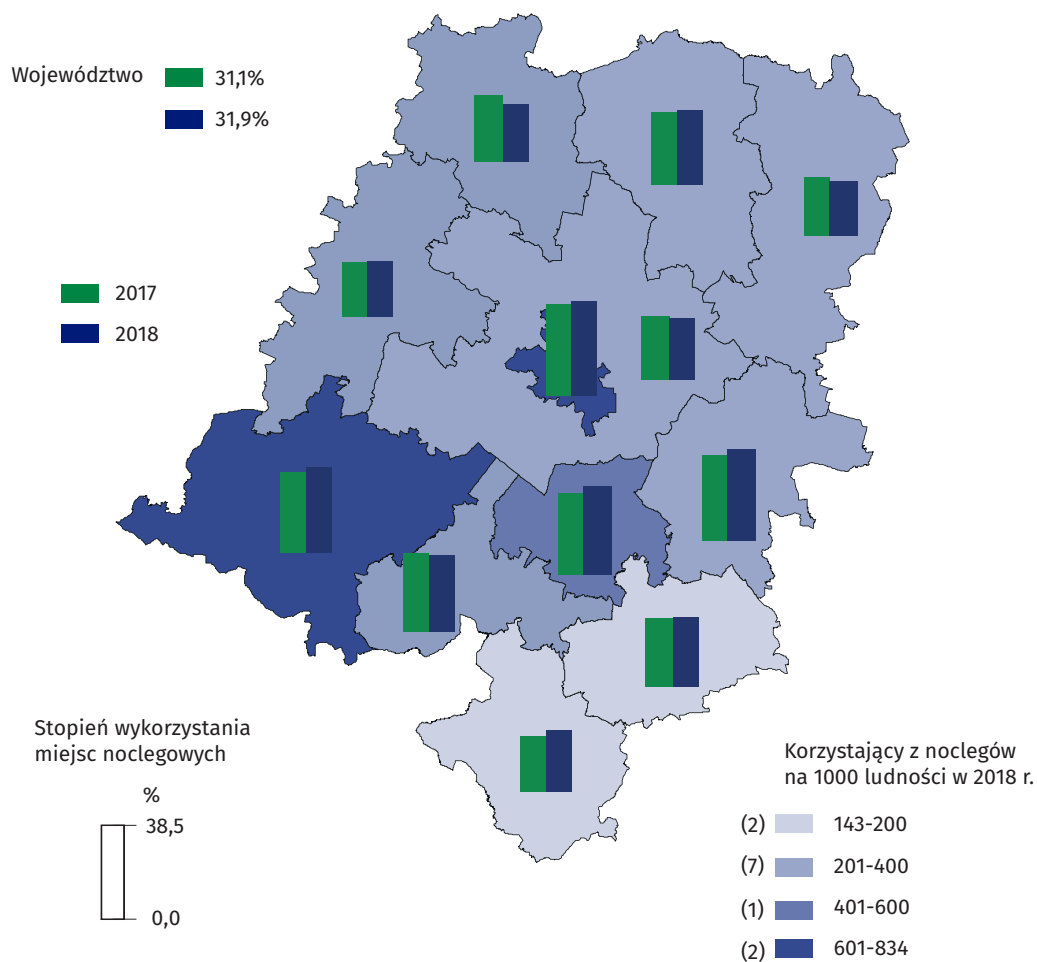 Województwo
31,1%
31,9%
2017
2018
Stopień wykorzystania
miejsc noclegowych
%
38,5
0,0
Korzystający z noclegów
na 1000 ludności w 2018 r.
(2) 143-200
(7) 201-400
(1) 401-600
(2) 601-834